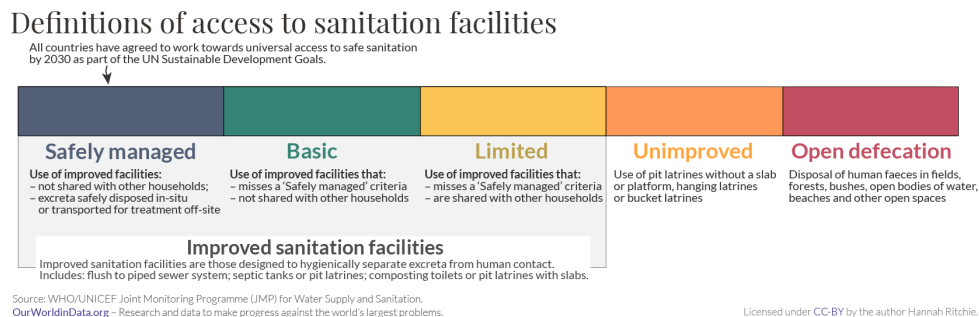 Definitions of access to sanitation facilities
All countries have agreed to work towards universal access to safe sanitation
by 2030 as part of the UN Sustainable Development Goals.
Safely managed
Use of improved facilities:
– not shared with other households;
– excreta safely disposed in-situ
or transported for treatment off-site
Basic
Use of improved facilities that:
– misses a 'Safely managed' criteria
– not shared with other households
Limited
Use of improved facilities that:
– misses a 'Safely managed' criteria
– are shared with other households
Unimproved
Use of pit latrines without a slab
or platform, hanging latrines
or bucket latrines
Open defecation
Disposal of human faeces in fields,
forests, bushes, open bodies of water,
beaches and other open spaces
Improved sanitation facilities
Improved sanitation facilities are those designed to hygienically separate excreta from human contact.
Includes: flush to piped sewer system; septic tanks or pit latrines; composting toilets or pit latrines with slabs.
Source: WHO/UNICEF Joint Monitoring Programme (JMP) for Water Supply and Sanitation.
OurWorldinData.org – Research and data to make progress against the world's largest problems.
Licensed under CC-BY by the author Hannah Ritchie.